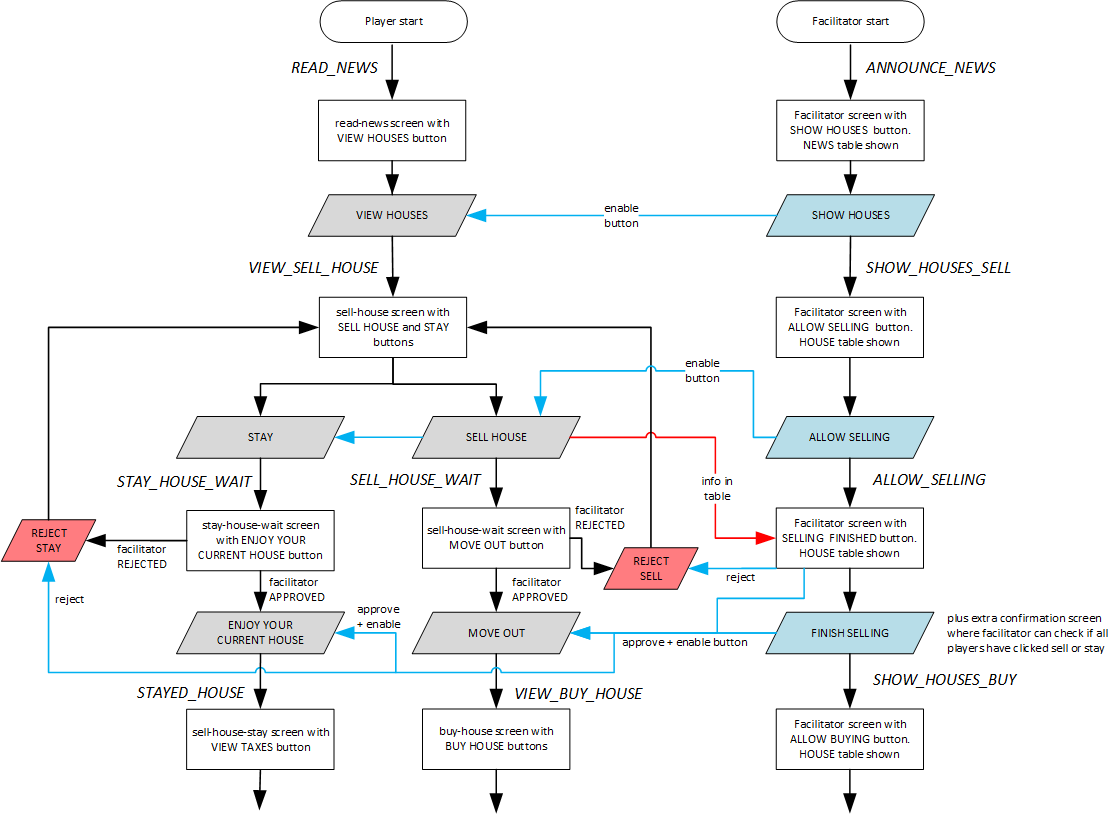 Player start
Facilitator start
READ_NEWS
ANNOUNCE_NEWS
read-news screen with
VIEW HOUSES button
Facilitator screen with
SHOW HOUSES button.
NEWS table shown
VIEW HOUSES
enable
button
SHOW HOUSES
VIEW_SELL_HOUSE
SHOW_HOUSES_SELL
sell-house screen with
SELL HOUSE and STAY
buttons
Facilitator screen with
ALLOW SELLING button.
HOUSE table shown
enable
button
STAY
SELL HOUSE
ALLOW SELLING
STAY_HOUSE_WAIT
SELL_HOUSE_WAIT
info in
table
ALLOW_SELLING
REJECT
STAY
facilitator
REJECTED
stay-house-wait screen
with ENJOY YOUR
CURRENT HOUSE button
sell-house-wait screen with
MOVE OUT button
facilitator
REJECTED
REJECT
SELL
reject
Facilitator screen with
SELLING FINISHED button.
HOUSE table shown
reject
facilitator
APPROVED
facilitator
APPROVED
ENJOY YOUR
CURRENT HOUSE
approve
+ enable
MOVE OUT
approve + enable button
FINISH SELLING
plus extra confirmation screen
where facilitator can check if all
players have clicked sell or stay
STAYED_HOUSE
VIEW_BUY_HOUSE
SHOW_HOUSES_BUY
sell-house-stay screen with
VIEW TAXES button
buy-house screen with
BUY HOUSE buttons
Facilitator screen with
ALLOW BUYING button.
HOUSE table shown